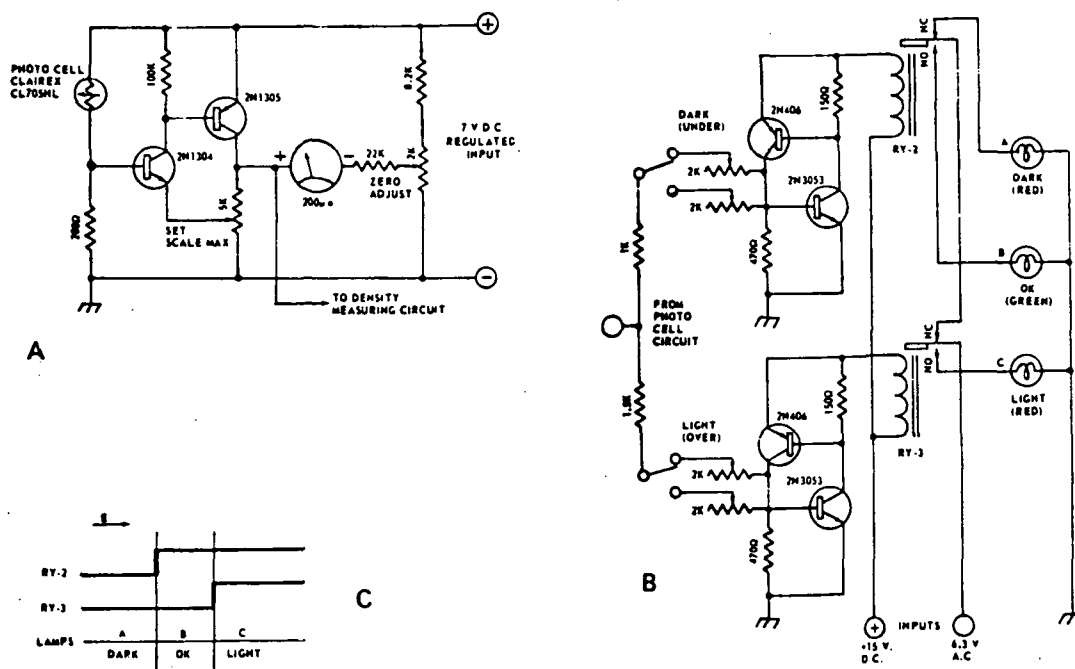 PHOTO CELL
CLAIREX
CL705HL
100K
2N1305
2N1304
8.2K
2K
7 V D C
REGULATED
INPUT
+
+
−
22K
ZERO
ADJUST
200μa
5K
SET
SCALE MAX
200Ω
−
TO DENSITY
MEASURING CIRCUIT
A
NC
NO
RY-2
150Ω
2N406
DARK
(UNDER)
2K
2N3053
2K
470Ω
1K
FROM
PHOTO
CELL
CIRCUIT
A
DARK
(RED)
B
OK
(GREEN)
NC
NO
C
LIGHT
(RED)
RY-3
150Ω
2N406
1.8K
LIGHT
(OVER)
2K
2N3053
2K
470Ω
B
+
INPUTS
+15 V.
D.C.
6.3 V
A.C
RY-2
RY-3
C
LAMPS
A
B
C
DARK
OK
LIGHT